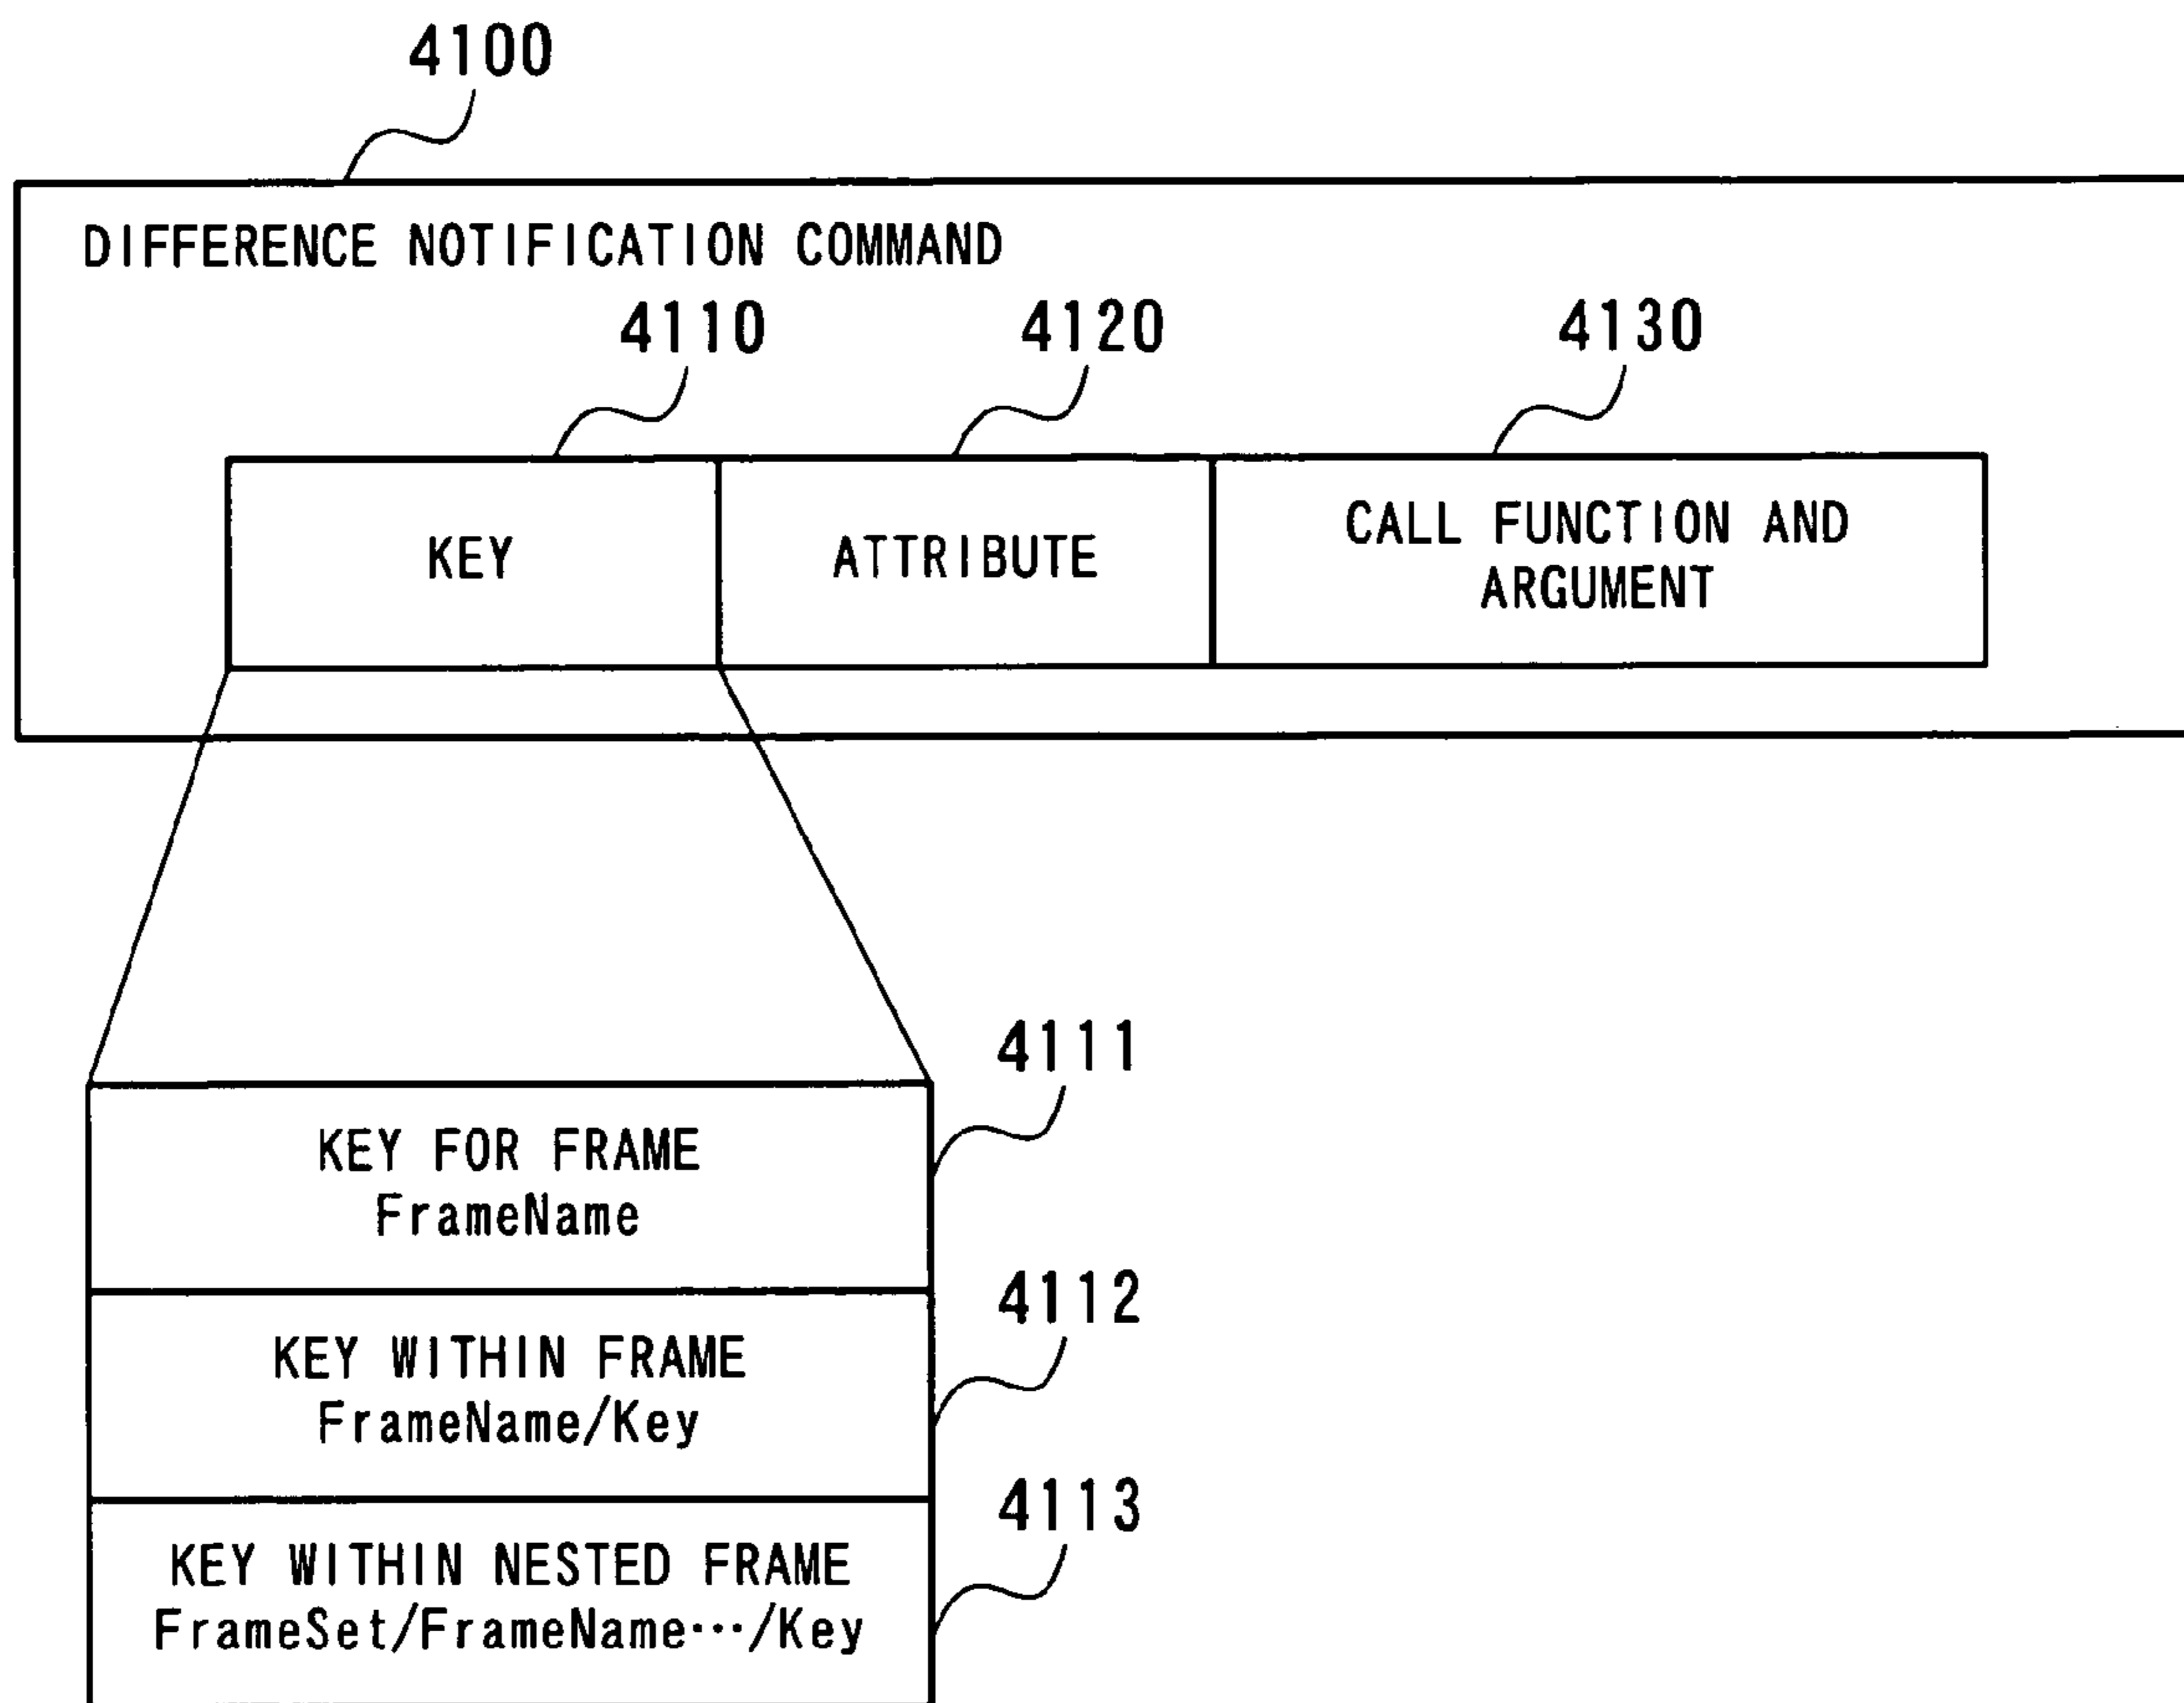 4100
DIFFERENCE NOTIFICATION COMMAND
4110
4120
4130
KEY
ATTRIBUTE
CALL FUNCTION AND
ARGUMENT
4111
KEY FOR FRAME
FrameName
4112
KEY WITHIN FRAME
FrameName/Key
4113
KEY WITHIN NESTED FRAME
FrameSet/FrameName···/Key